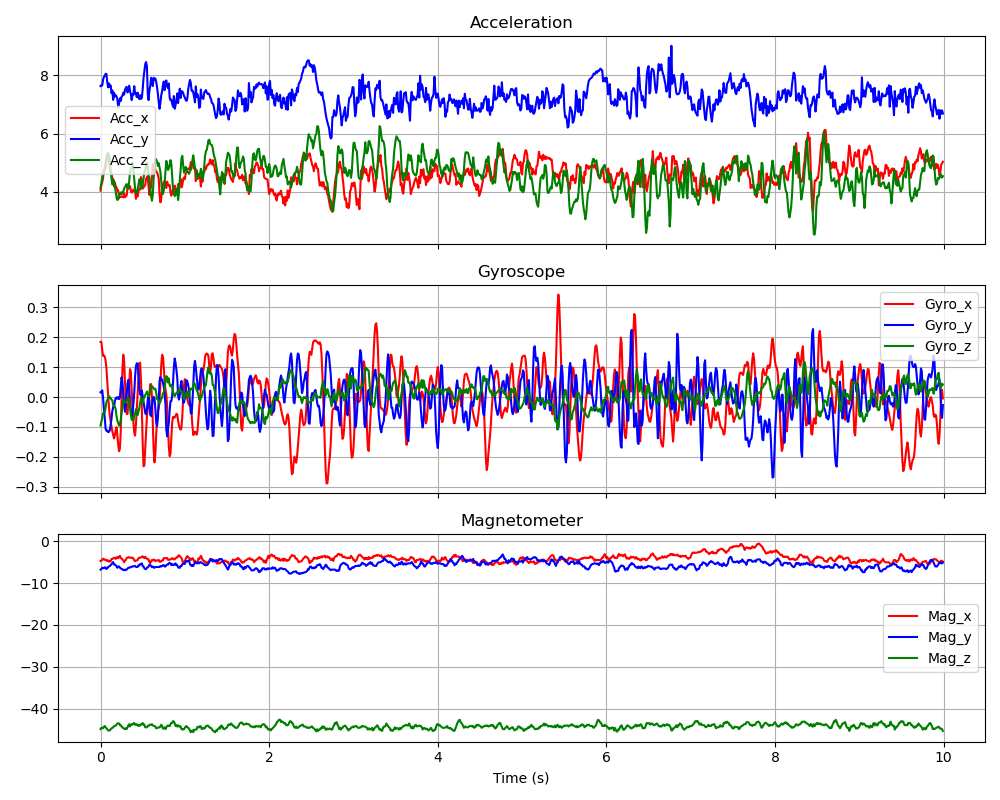 Acceleration
8
6
4
Acc_x
Acc_y
Acc_z
Gyroscope
0.3
0.2
0.1
0.0
−0.1
−0.2
−0.3
Gyro_x
Gyro_y
Gyro_z
Magnetometer
0
−10
−20
−30
−40
Mag_x
Mag_y
Mag_z
0 2 4 6 8 10
Time (s)